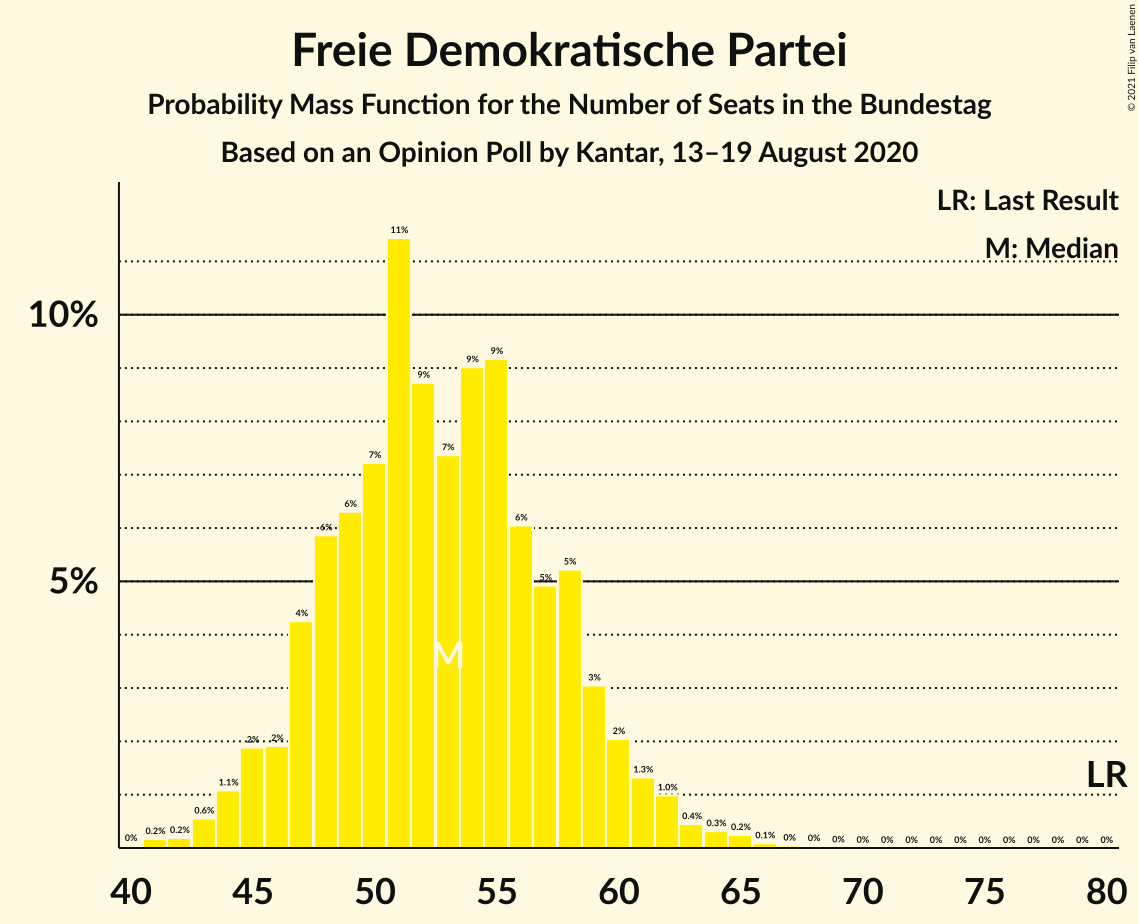 Freie Demokratische Partei
Probability Mass Function for the Number of Seats in the Bundestag
Based on an Opinion Poll by Kantar, 13–19 August 2020
© 2021 Filip van Laenen
LR: Last Result
M: Median
10%
5%
0% 0.2% 0.2% 0.6% 1.1% 2% 2% 4% 6% 6% 7% 11% 9% 7% 9% 9% 6% 5% 5% 3% 2% 1.3% 1.0% 0.4% 0.3% 0.2% 0.1% 0% 0% 0% 0% 0% 0% 0% 0% 0% 0% 0% 0% 0% 0%
M
LR
40 45 50 55 60 65 70 75 80